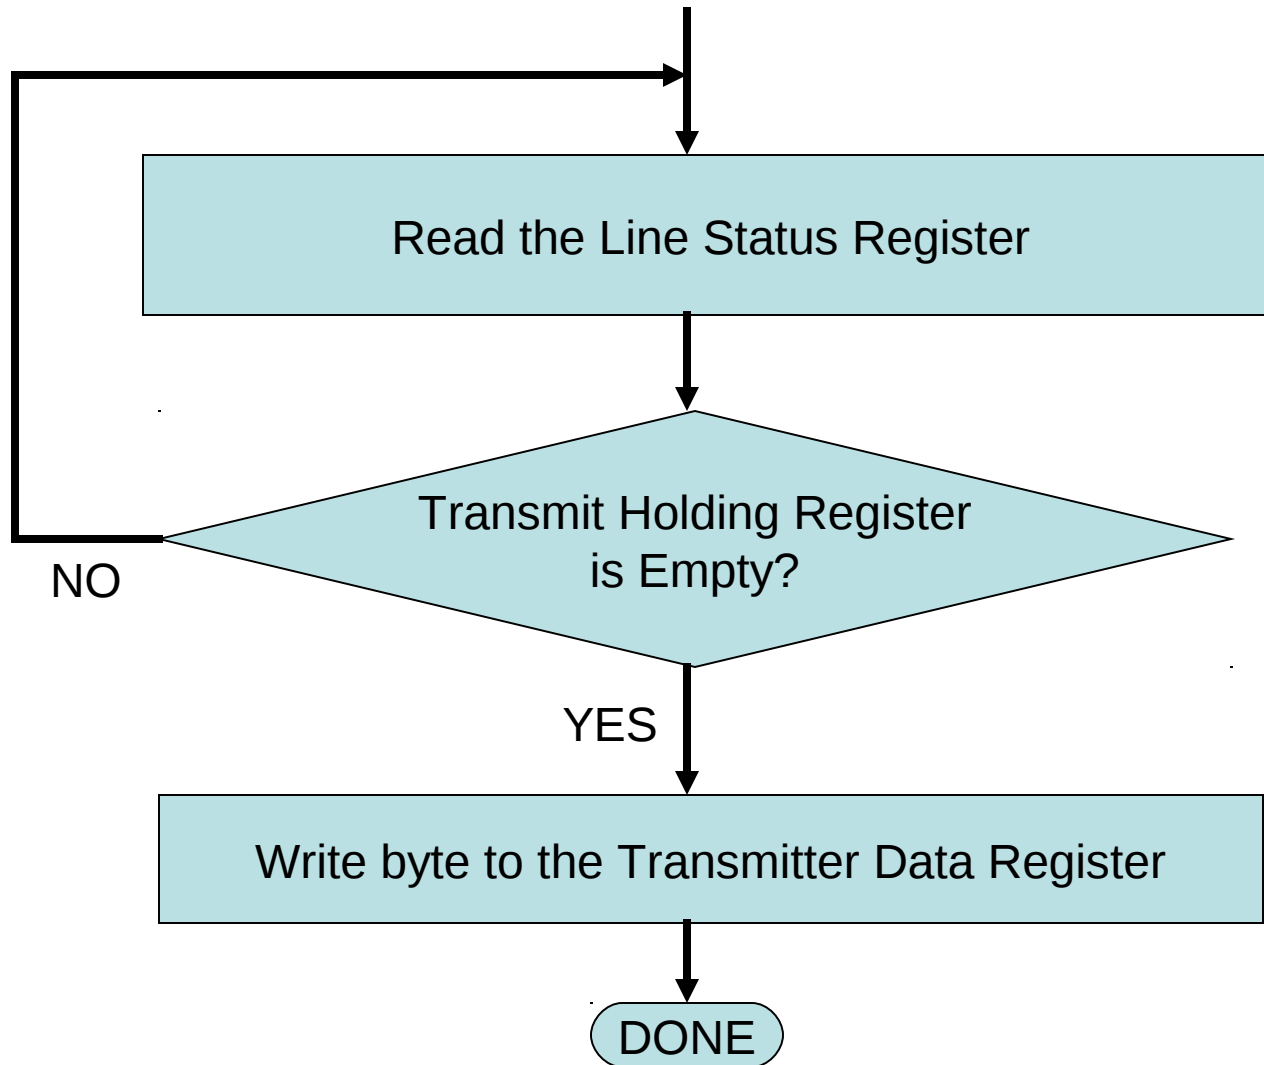 Read the Line Status Register
Transmit Holding Register
is Empty?
NO
YES
Write byte to the Transmitter Data Register
DONE